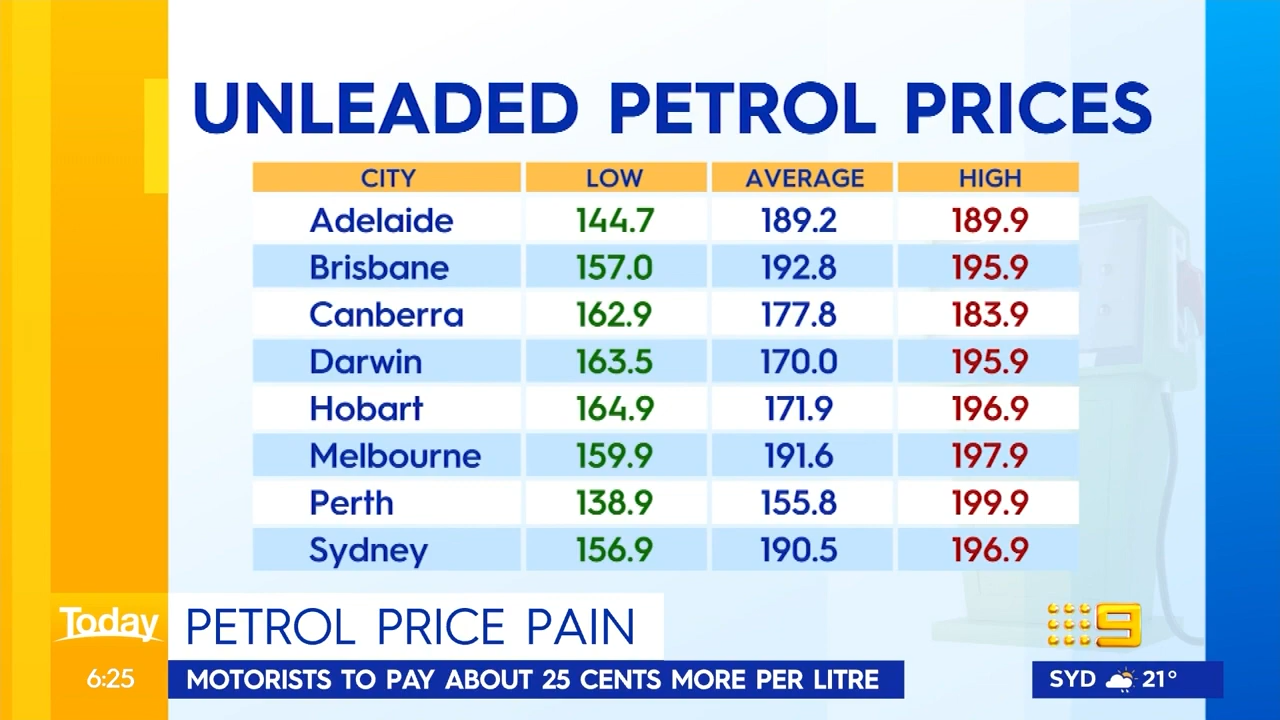 UNLEADED PETROL PRICES
CITY LOW AVERAGE HIGH
Adelaide 144.7 189.2 189.9
Brisbane 157.0 192.8 195.9
Canberra 162.9 177.8 183.9
Darwin 163.5 170.0 195.9
Hobart 164.9 171.9 196.9
Melbourne 159.9 191.6 197.9
Perth 138.9 155.8 199.9
Sydney 156.9 190.5 196.9
Today PETROL PRICE PAIN 9
6:25 MOTORISTS TO PAY ABOUT 25 CENTS MORE PER LITRE SYD 21°